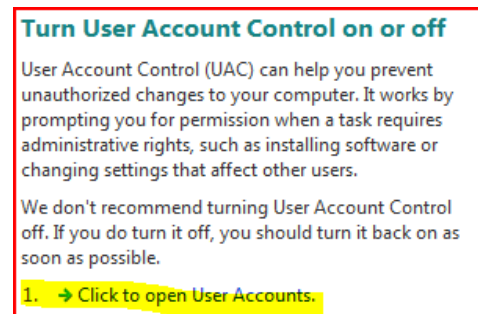 Turn User Account Control on or off
User Account Control (UAC) can help you prevent
unauthorized changes to your computer. It works by
prompting you for permission when a task requires
administrative rights, such as installing software or
changing settings that affect other users.
We don't recommend turning User Account Control
off. If you do turn it off, you should turn it back on as
soon as possible.
1. → Click to open User Accounts.